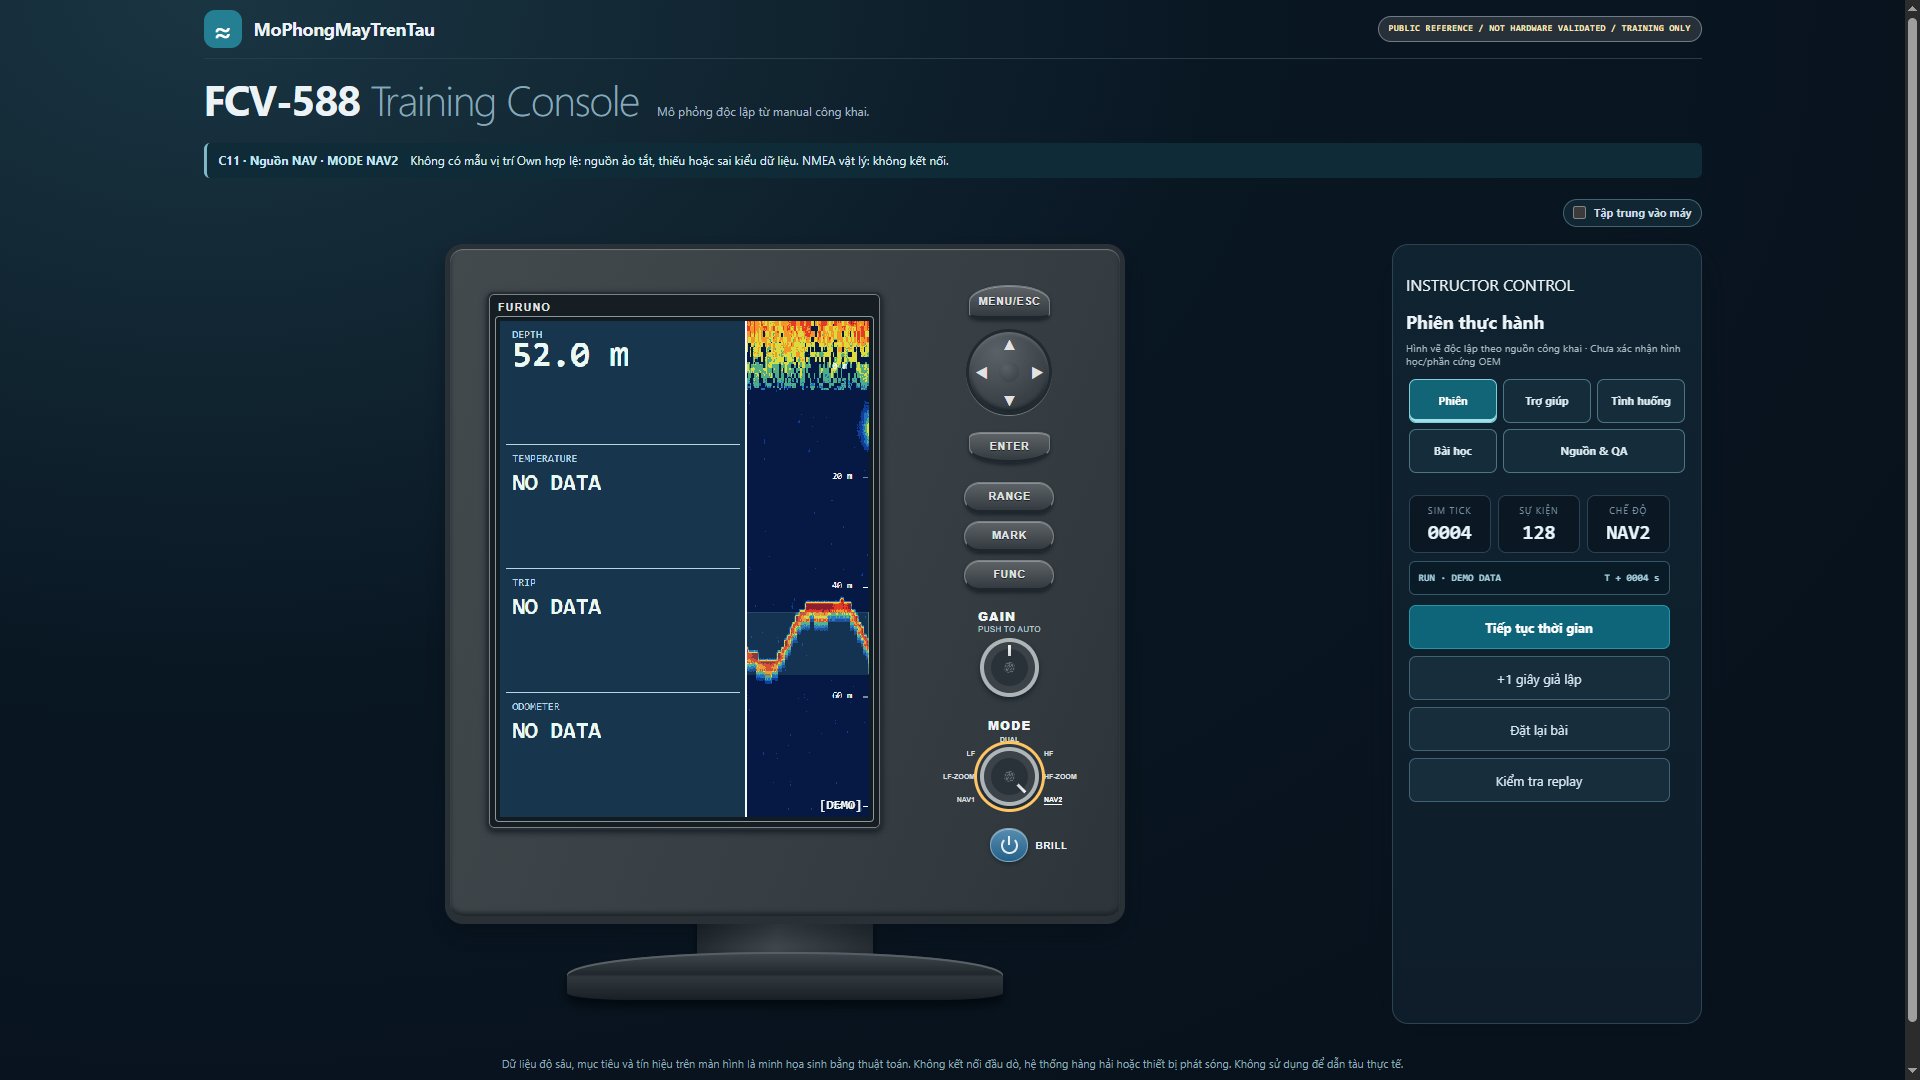 ≈ MoPhongMayTrenTau
PUBLIC REFERENCE / NOT HARDWARE VALIDATED / TRAINING ONLY
FCV-588 Training Console Mô phỏng độc lập từ manual công khai.
C11 · Nguồn NAV · MODE NAV2 Không có mẫu vị trí Own hợp lệ: nguồn ảo tắt, thiếu hoặc sai kiểu dữ liệu. NMEA vật lý: không kết nối.
Tập trung vào máy
FURUNO
DEPTH
52.0 m
TEMPERATURE
NO DATA
TRIP
NO DATA
ODOMETER
NO DATA
20 m
40 m
60 m
[DEMO]
MENU/ESC
ENTER
RANGE
MARK
FUNC
GAIN
PUSH TO AUTO
MODE
DUAL
LF
HF
LF-ZOOM
HF-ZOOM
NAV1
NAV2
BRILL
INSTRUCTOR CONTROL
Phiên thực hành
Hình vẽ độc lập theo nguồn công khai · Chưa xác nhận hình
học/phần cứng OEM
Phiên
Trợ giúp
Tình huống
Bài học
Nguồn & QA
SIM TICK
0004
SỰ KIỆN
128
CHẾ ĐỘ
NAV2
RUN · DEMO DATA
T + 0004 s
Tiếp tục thời gian
+1 giây giả lập
Đặt lại bài
Kiểm tra replay
Dữ liệu độ sâu, mục tiêu và tín hiệu trên màn hình là minh họa sinh bằng thuật toán. Không kết nối đầu dò, hệ thống hàng hải hoặc thiết bị phát sóng. Không sử dụng để dẫn tàu thực tế.